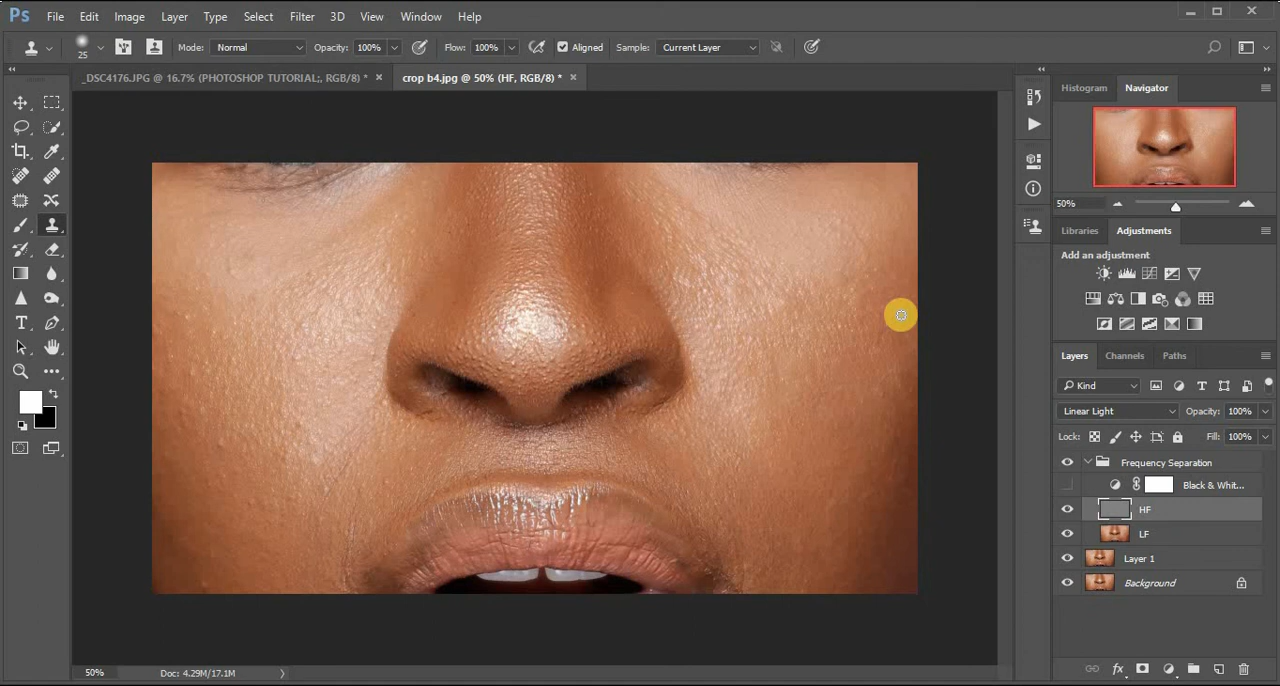 Ps File Edit Image Layer Type Select Filter 3D View Window Help
25 Mode: Normal Opacity: 100% Flow: 100% Aligned Sample: Current Layer
_DSC4176.JPG @ 16.7% (PHOTOSHOP TUTORIAL;, RGB/8) * × crop b4.jpg @ 50% (HF, RGB/8) * ×
Histogram Navigator
50%
Libraries Adjustments
Add an adjustment
Layers Channels Paths
Kind
Linear Light Opacity: 100%
Lock: Fill: 100%
Frequency Separation
Black & Whit...
HF
LF
Layer 1
Background
50% Doc: 4.29M/17.1M